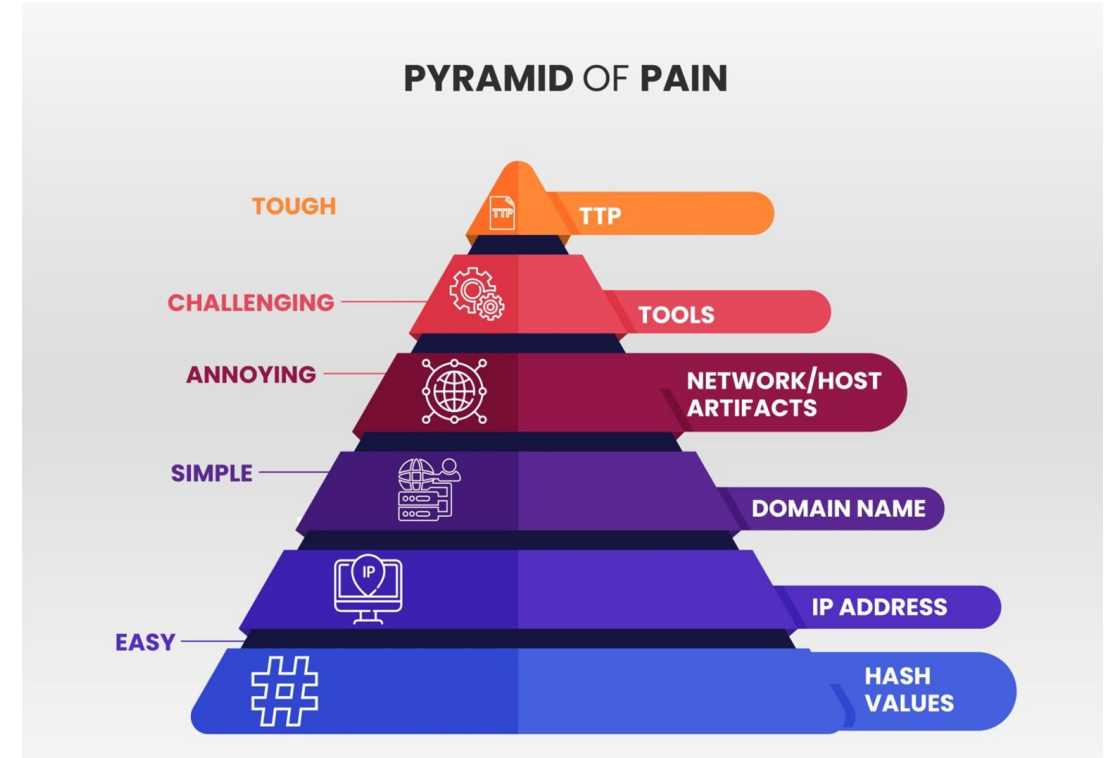 PYRAMID OF PAIN
TOUGH
TTP
TTP
CHALLENGING
TOOLS
ANNOYING
NETWORK/HOST
ARTIFACTS
SIMPLE
DOMAIN NAME
IP
IP ADDRESS
EASY
#
HASH
VALUES